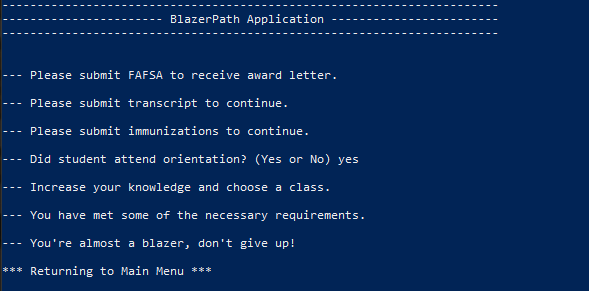 -----------------------------------------------------------------------
----------------------- BlazerPath Application ------------------------
-----------------------------------------------------------------------
--- Please submit FAFSA to receive award letter.
--- Please submit transcript to continue.
--- Please submit immunizations to continue.
--- Did student attend orientation? (Yes or No) yes
--- Increase your knowledge and choose a class.
--- You have met some of the necessary requirements.
--- You're almost a blazer, don't give up!
*** Returning to Main Menu ***